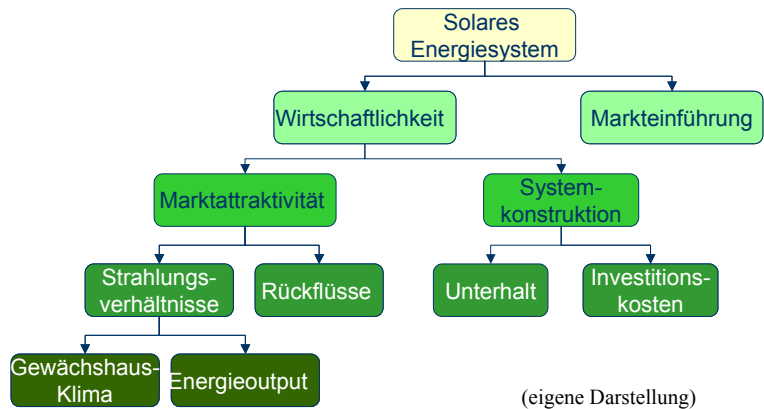 Solares
Energiesystem
Wirtschaftlichkeit
Markteinführung
Marktattraktivität
System-
konstruktion
Strahlungs-
verhältnisse
Rückflüsse
Unterhalt
Investitions-
kosten
Gewächshaus-
Klima
Energieoutput
(eigene Darstellung)